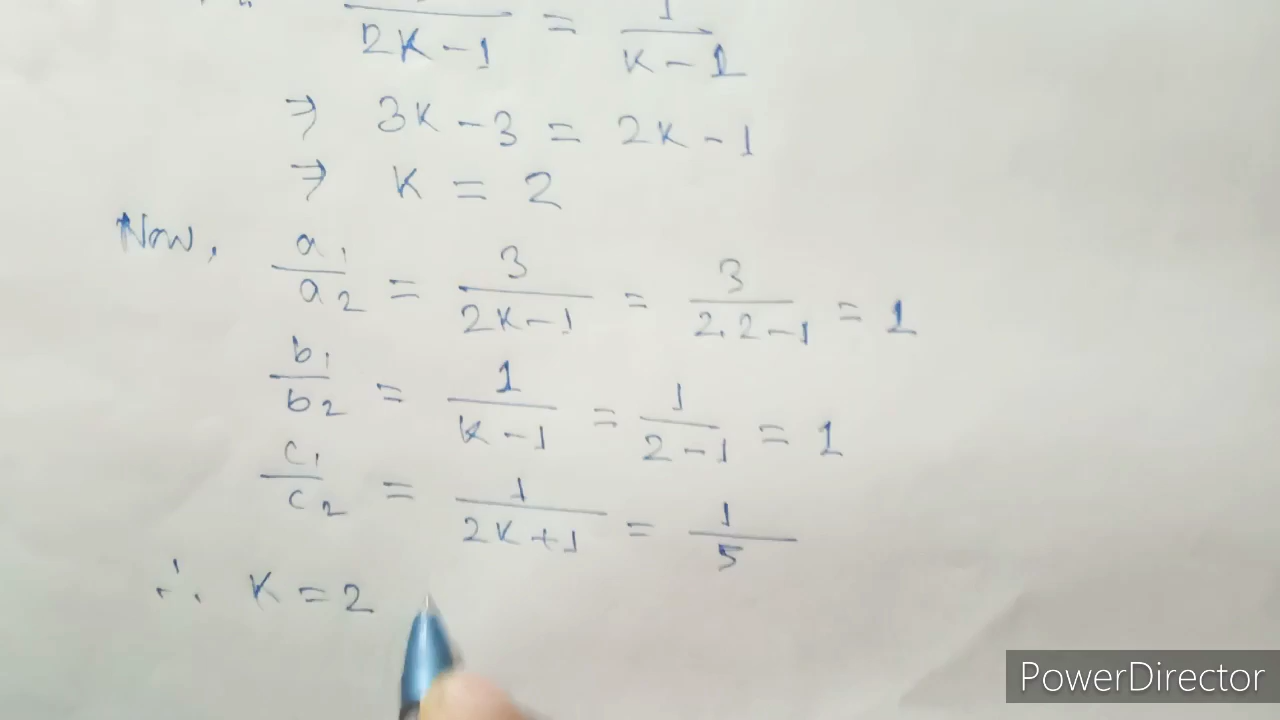 2K-1 = 1/K-1
⇒ 3K-3 = 2K-1
⇒ K = 2
Now, a1/a2 = 3/2K-1 = 3/2.2-1 = 1
b1/b2 = 1/K-1 = 1/2-1 = 1
c1/c2 = 1/2K+1 = 1/5
∴ K = 2
PowerDirector